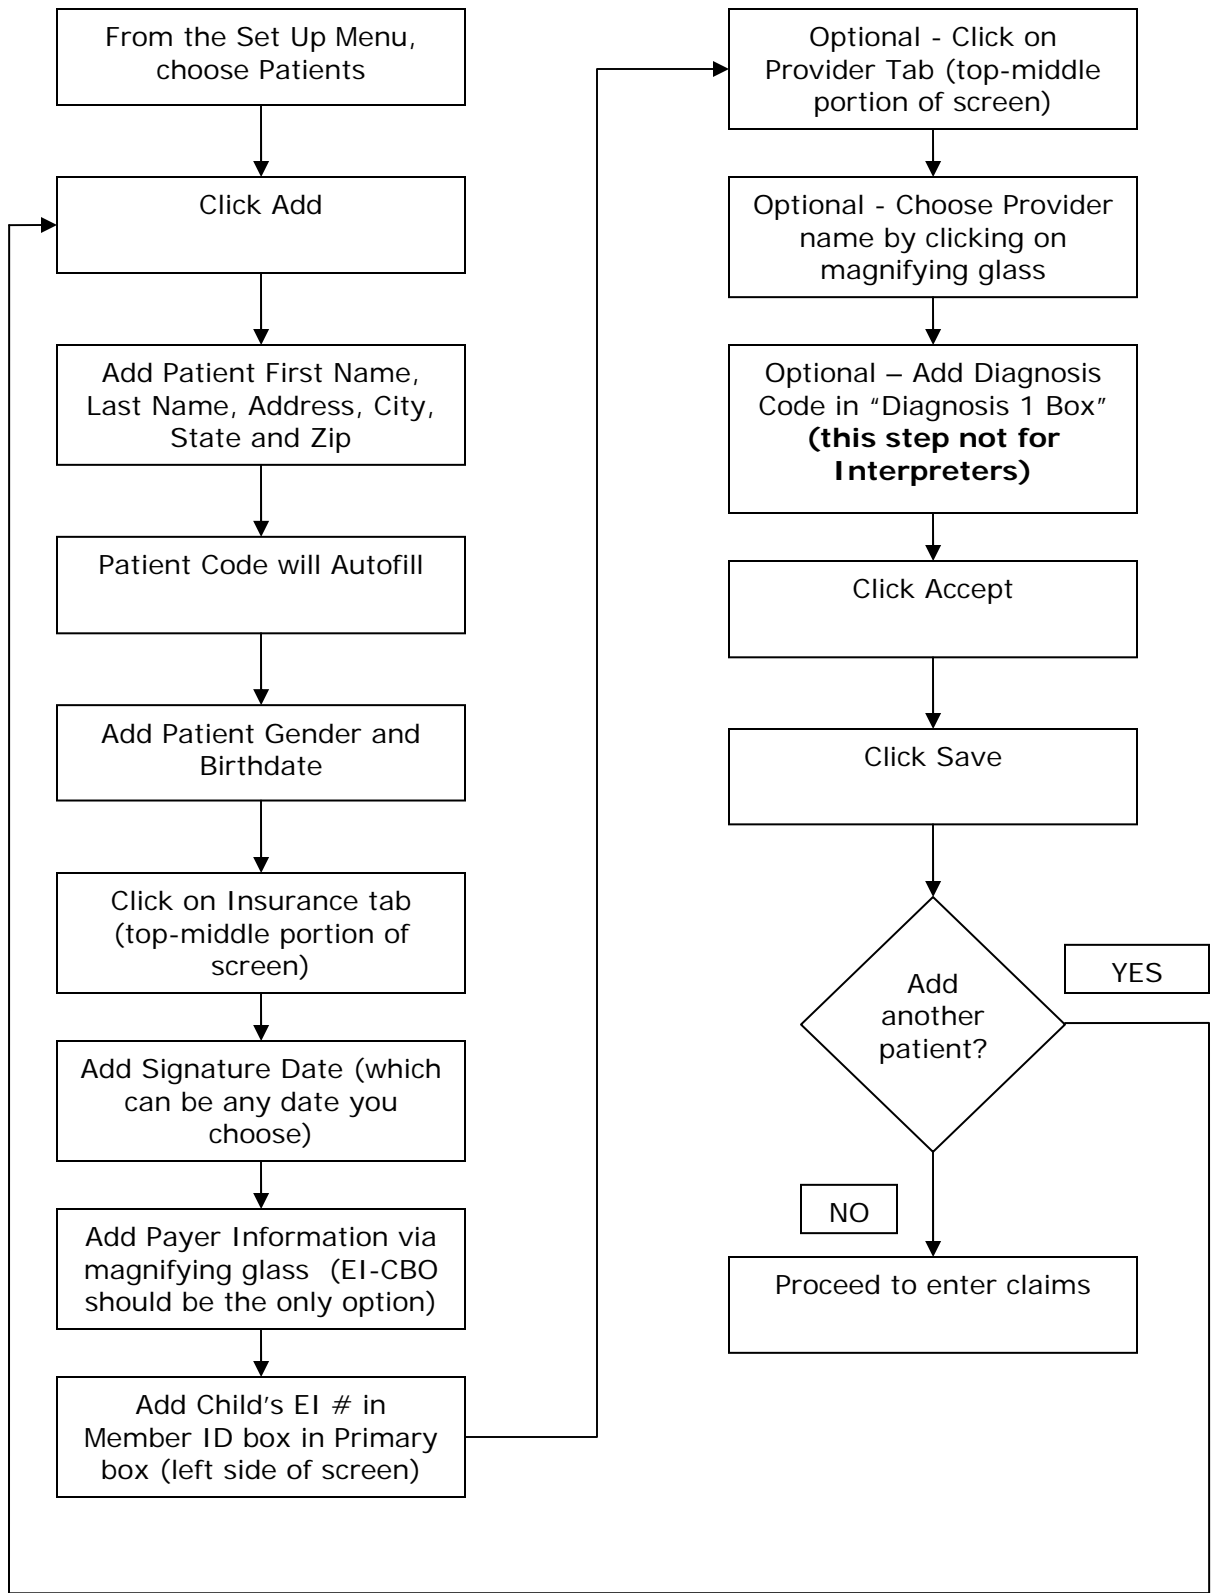 From the Set Up Menu,
choose Patients
Click Add
Add Patient First Name,
Last Name, Address, City,
State and Zip
Patient Code will Autofill
Add Patient Gender and
Birthdate
Click on Insurance tab
(top-middle portion of
screen)
Add Signature Date (which
can be any date you
choose)
Add Payer Information via
magnifying glass  (EI-CBO
should be the only option)
Add Child’s EI # in
Member ID box in Primary
box (left side of screen)
Optional - Click on
Provider Tab (top-middle
portion of screen)
Optional - Choose Provider
name by clicking on
magnifying glass
Optional – Add Diagnosis
Code in “Diagnosis 1 Box”
(this step not for
Interpreters)
Click Accept
Click Save
Add
another
patient?
YES
NO
Proceed to enter claims